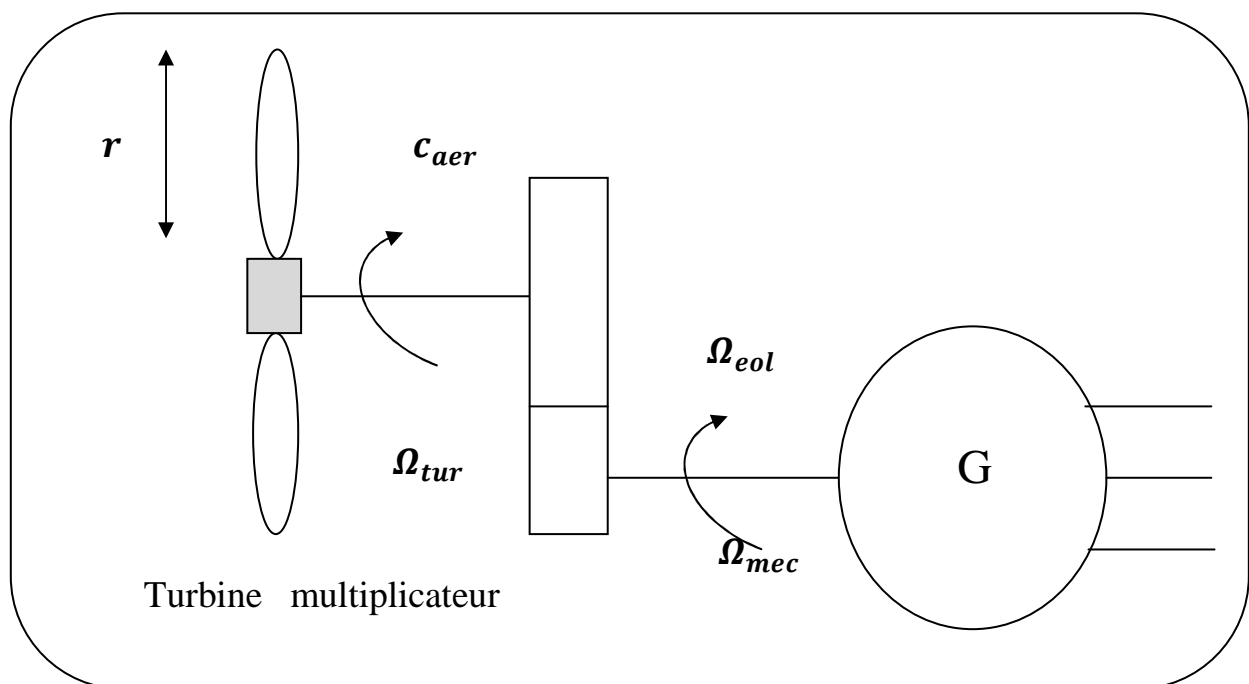 r
c_aer
Ω_eol
Ω_tur
G
Ω_mec
Turbine multiplicateur